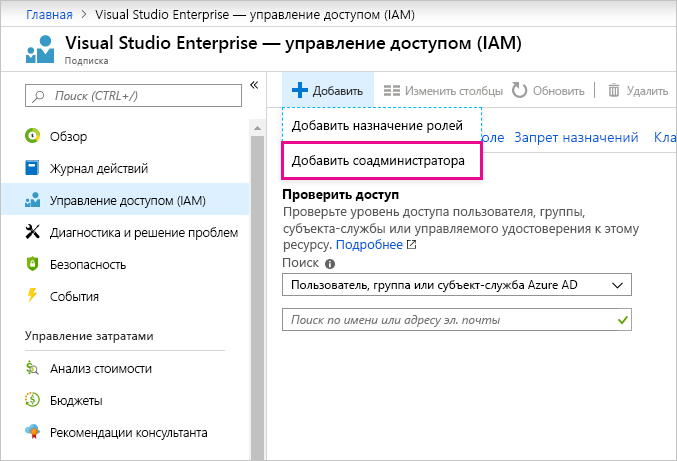 Главная > Visual Studio Enterprise — управление доступом (IAM)
Visual Studio Enterprise — управление доступом (IAM)
Подписка
Поиск (CTRL+/)
«
Обзор
Журнал действий
Управление доступом (IAM)
Диагностика и решение проблем
Безопасность
События
Управление затратами
Анализ стоимости
Бюджеты
Рекомендации консультанта
Добавить
Изменить столбцы
Обновить
Удалить
Добавить назначение ролей
Добавить соадминистратора
оле
Запрет назначений
Кла
Проверить доступ
Проверьте уровень доступа пользователя, группы,
субъекта-службы или управляемого удостоверения к этому
ресурсу. Подробнее
Поиск
Пользователь, группа или субъект-служба Azure AD
Поиск по имени или адресу эл. почты